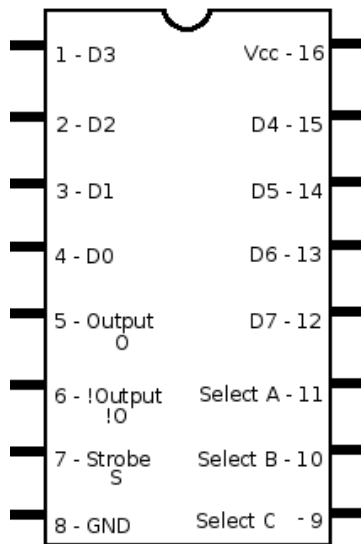 1 - D3
Vcc - 16
2 - D2
D4 - 15
3 - D1
D5 - 14
4 - D0
D6 - 13
5 - Output
O
D7 - 12
6 - !Output
!O
Select A - 11
7 - Strobe
S
Select B - 10
8 - GND
Select C - 9